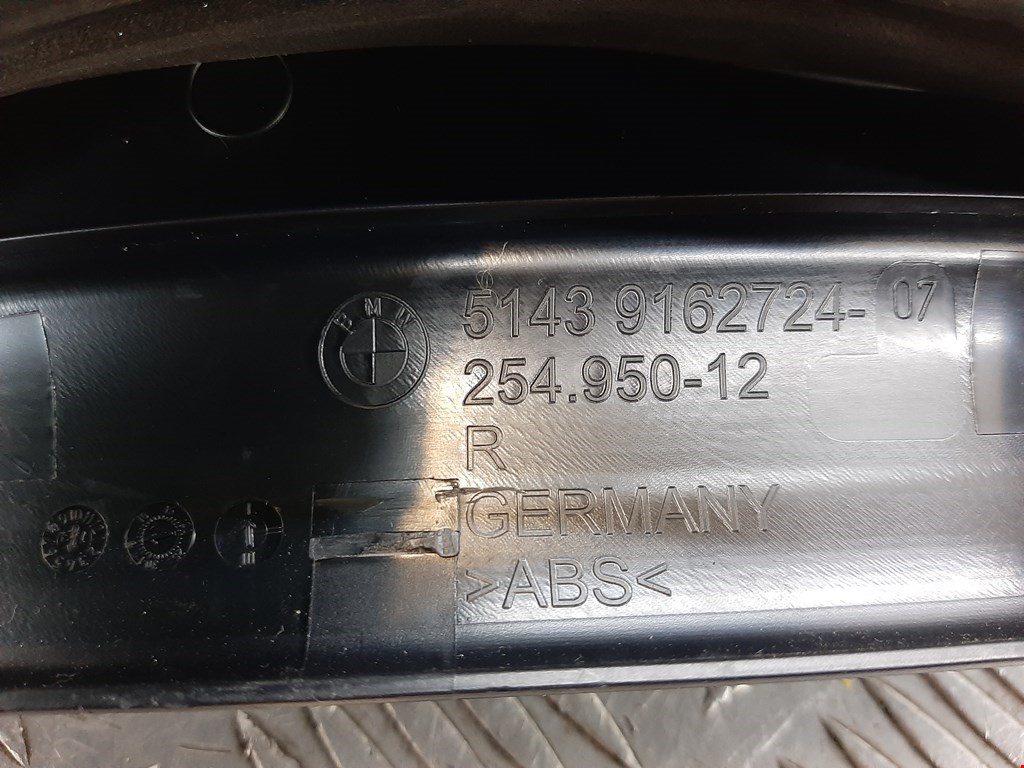 BMW
5143 9162724-07
254.950-12
R
GERMANY
>ABS<